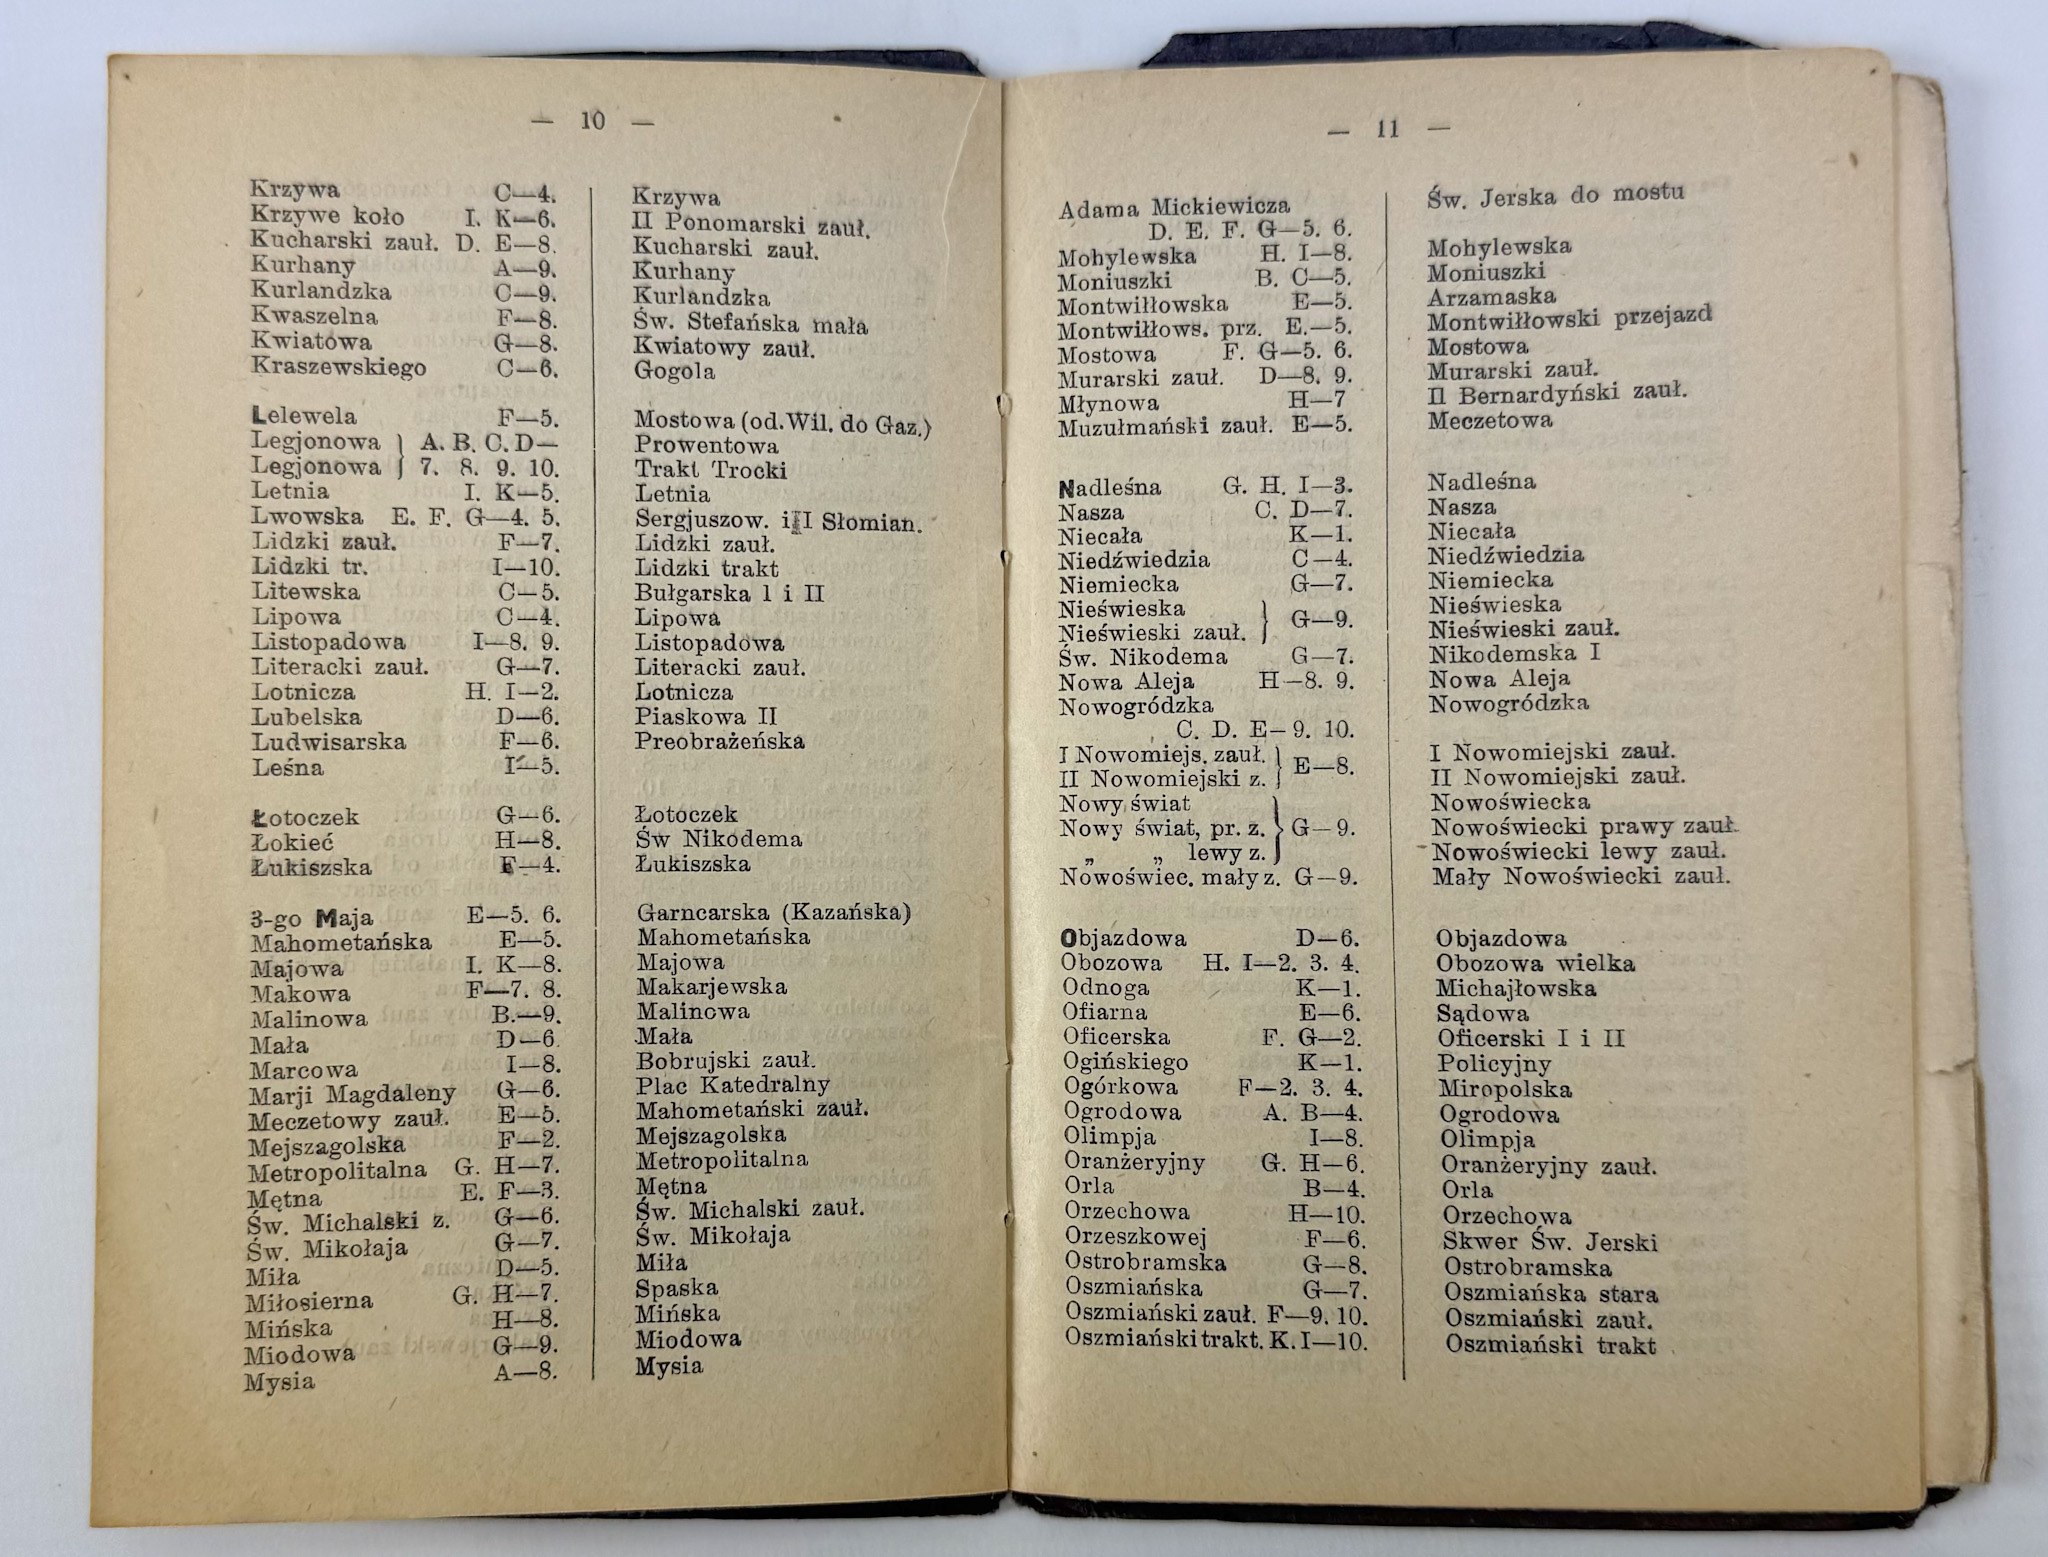 — 10 —
Krzywa C—4. Krzywa
Krzywe koło I. K—6. II Ponomarski zauł.
Kucharski zauł. D. E—8. Kucharski zauł.
Kurhany A—9. Kurhany
Kurlandzka C—9. Kurlandzka
Kwaszelna F—8. Św. Stefańska mała
Kwiatowa G—8. Kwiatowy zauł.
Kraszewskiego C—6. Gogola
Lelewela F—5. Mostowa (od. Wil. do Gaz.)
Legjonowa } A. B. C. D— Prowentowa
Legjonowa } 7. 8. 9. 10. Trakt Trocki
Letnia I. K—5. Letnia
Lwowska E. F. G—4. 5. Sergjuszow. i II Słomian.
Lidzki zauł. F—7. Lidzki zauł.
Lidzki tr. I—10. Lidzki trakt
Litewska C—5. Bułgarska 1 i II
Lipowa C—4. Lipowa
Listopadowa I—8. 9. Listopadowa
Literacki zauł. G—7. Literacki zauł.
Lotnicza H. I—2. Lotnicza
Lubelska D—6. Piaskowa II
Ludwisarska F—6. Preobrażeńska
Leśna I—5.
Łotoczek G—6. Łotoczek
Łokieć H—8. Św Nikodema
Łukiszska F—4. Łukiszska
3-go Maja E—5. 6. Garncarska (Kazańska)
Mahometańska E—5. Mahometańska
Majowa I. K—8. Majowa
Makowa F—7. 8. Makarjewska
Malinowa B.—9. Malinowa
Mała D—6. Mała
Marcowa I—8. Bobrujski zauł.
Marji Magdaleny G—6. Plac Katedralny
Meczetowy zauł. E—5. Mahometański zauł.
Mejszagolska F—2. Mejszagolska
Metropolitalna G. H—7. Metropolitalna
Mętna E. F—3. Mętna
Św. Michalski z. G—6. Św. Michalski zauł.
Św. Mikołaja G—7. Św. Mikołaja
Miła D—5. Miła
Miłosierna G. H—7. Spaska
Mińska H—8. Mińska
Miodowa G—9. Miodowa
Mysia A—8. Mysia
— 11 —
Adama Mickiewicza Św. Jerska do mostu
D. E. F. G—5. 6.
Mohylewska H. I—8. Mohylewska
Moniuszki B. C—5. Moniuszki
Montwiłłowska E—5. Arzamaska
Montwiłłows. prz. E.—5. Montwiłłowski przejazd
Mostowa F. G—5. 6. Mostowa
Murarski zauł. D—8. 9. Murarski zauł.
Młynowa H—7 II Bernardyński zauł.
Muzułmański zauł. E—5. Meczetowa
Nadleśna G. H. I—3. Nadleśna
Nasza C. D—7. Nasza
Niecała K—1. Niecała
Niedźwiedzia C—4. Niedźwiedzia
Niemiecka G—7. Niemiecka
Nieświeska } G—9. Nieświeska
Nieświeski zauł. } Nieświeski zauł.
Św. Nikodema G—7. Nikodemska I
Nowa Aleja H—8. 9. Nowa Aleja
Nowogródzka Nowogródzka
C. D. E—9. 10.
I Nowomiejs. zauł. } E—8. I Nowomiejski zauł.
II Nowomiejski z. } II Nowomiejski zauł.
Nowy świat } Nowoświecka
Nowy świat, pr. z. } G—9. Nowoświecki prawy zauł.
„ „ lewy z. } Nowoświecki lewy zauł.
Nowoświec. mały z. G—9. Mały Nowoświecki zauł.
Objazdowa D—6. Objazdowa
Obozowa H. I—2. 3. 4. Obozowa wielka
Odnoga K—1. Michajłowska
Ofiarna E—6. Sądowa
Oficerska F. G—2. Oficerski I i II
Ogińskiego K—1. Policyjny
Ogórkowa F—2. 3. 4. Miropolska
Ogrodowa A. B—4. Ogrodowa
Olimpja I—8. Olimpja
Oranżeryjny G. H—6. Oranżeryjny zauł.
Orla B—4. Orla
Orzechowa H—10. Orzechowa
Orzeszkowej F—6. Skwer Św. Jerski
Ostrobramska G—8. Ostrobramska
Oszmiańska G—7. Oszmiańska stara
Oszmiański zauł. F—9. 10. Oszmiański zauł.
Oszmiański trakt. K. I—10. Oszmiański trakt